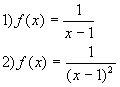 1) f(x) = 1/(x − 1)
2) f(x) = 1/(x − 1)²